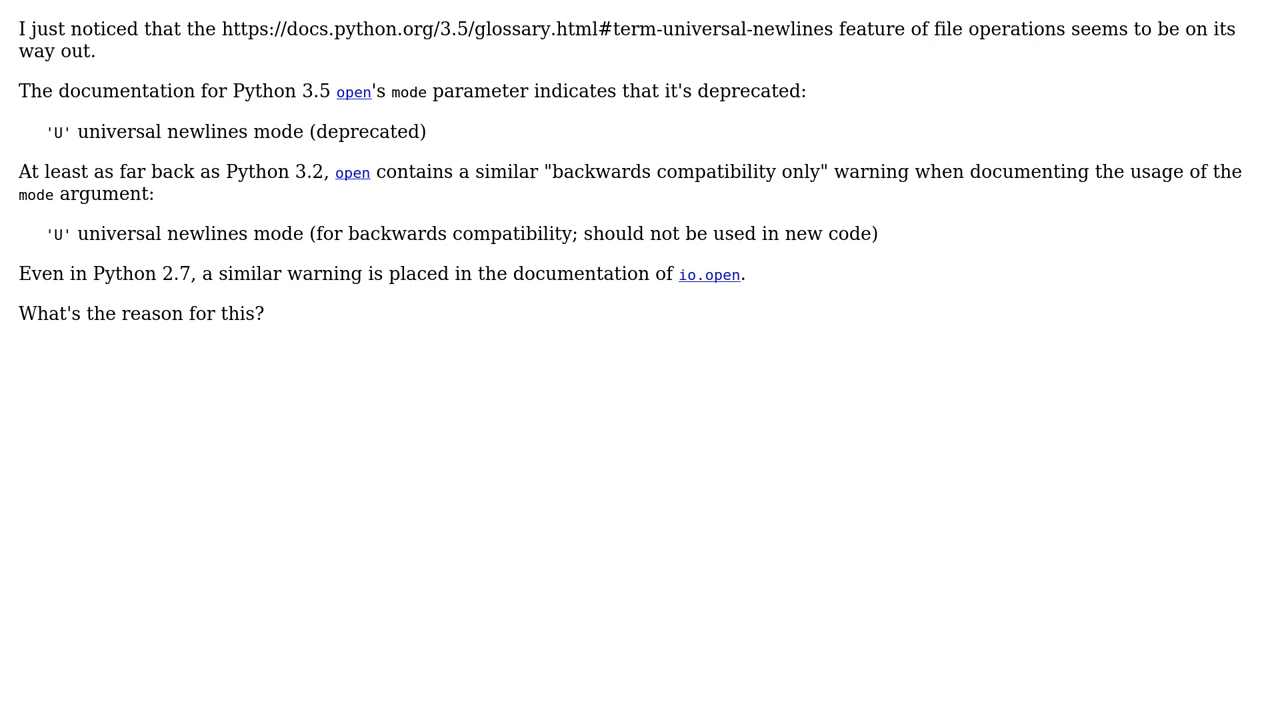 I just noticed that the https://docs.python.org/3.5/glossary.html#term-universal-newlines feature of file operations seems to be on its
way out.
The documentation for Python 3.5 open's mode parameter indicates that it's deprecated:
'U' universal newlines mode (deprecated)
At least as far back as Python 3.2, open contains a similar "backwards compatibility only" warning when documenting the usage of the
mode argument:
'U' universal newlines mode (for backwards compatibility; should not be used in new code)
Even in Python 2.7, a similar warning is placed in the documentation of io.open.
What's the reason for this?